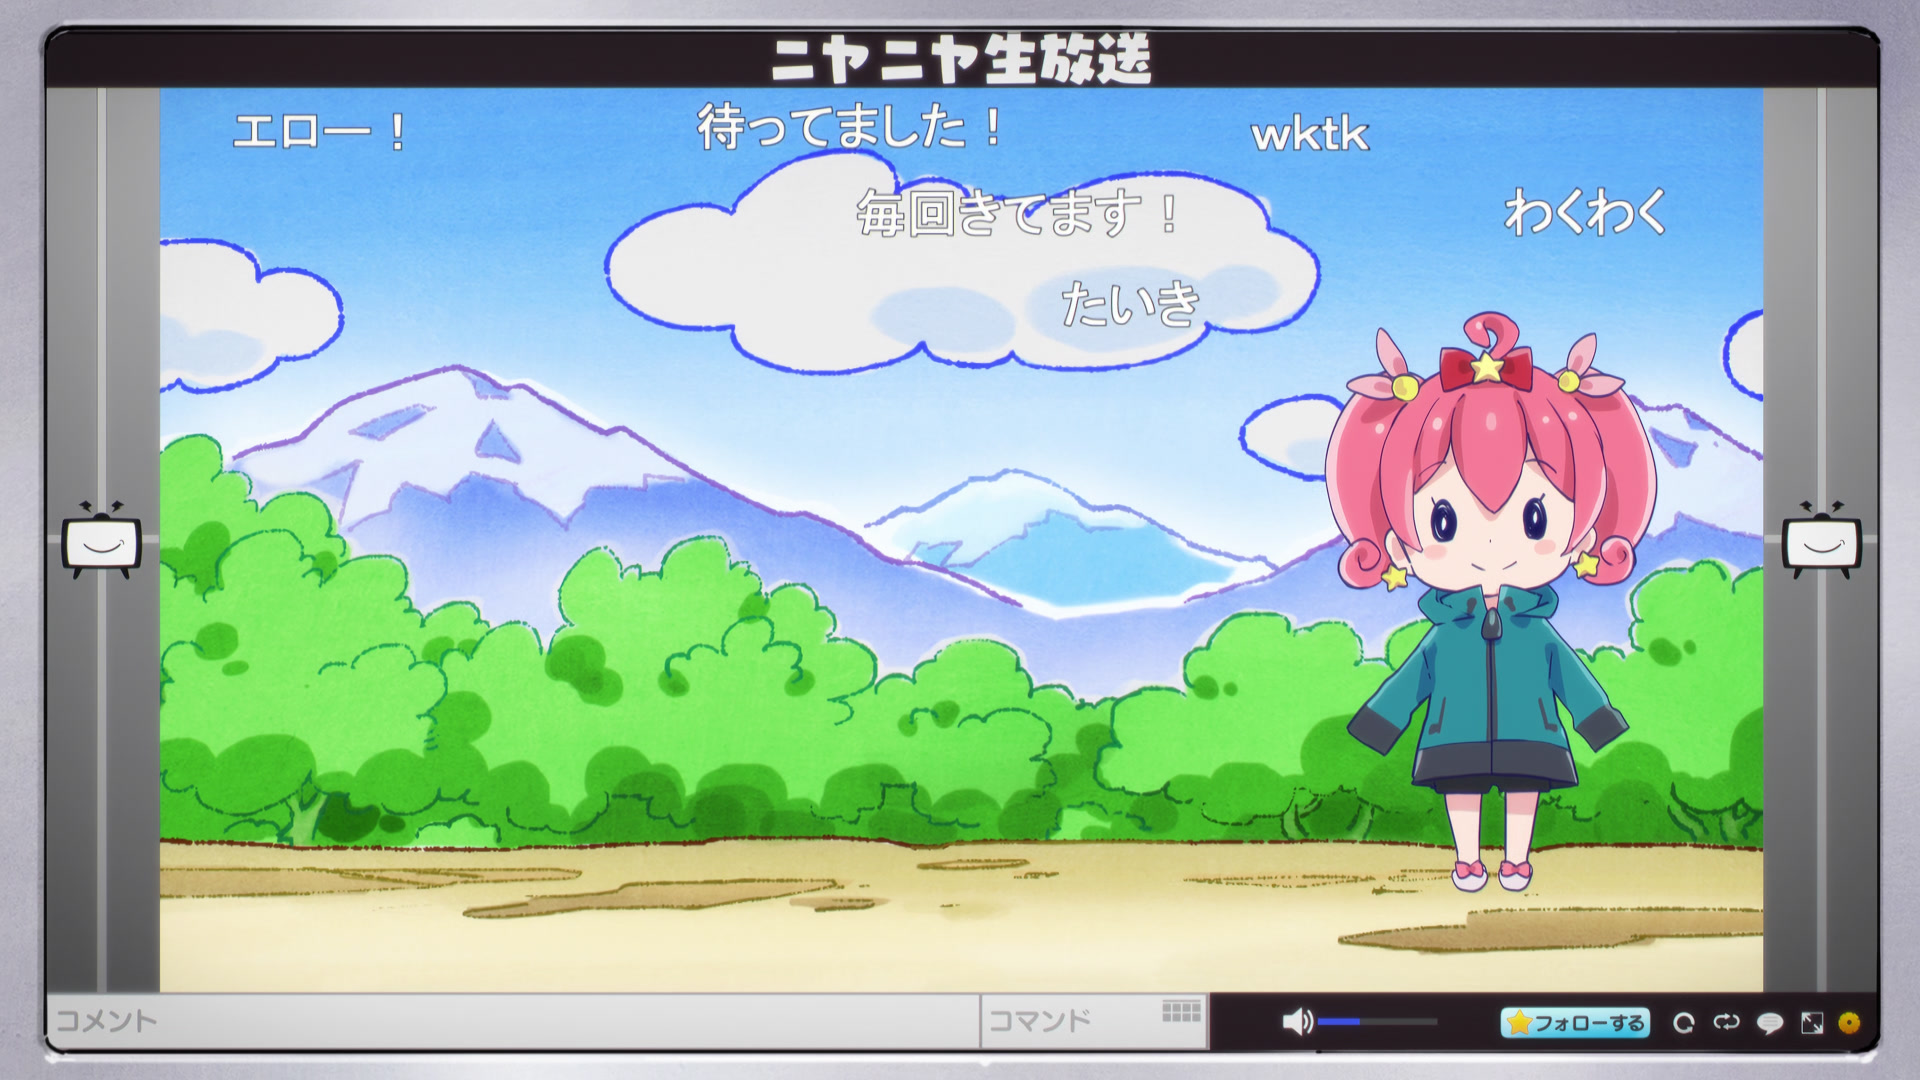 ニヤニヤ生放送
エロー！
待ってました！
wktk
毎回きてます！
わくわく
たいき
コメント
コマンド
フォローする